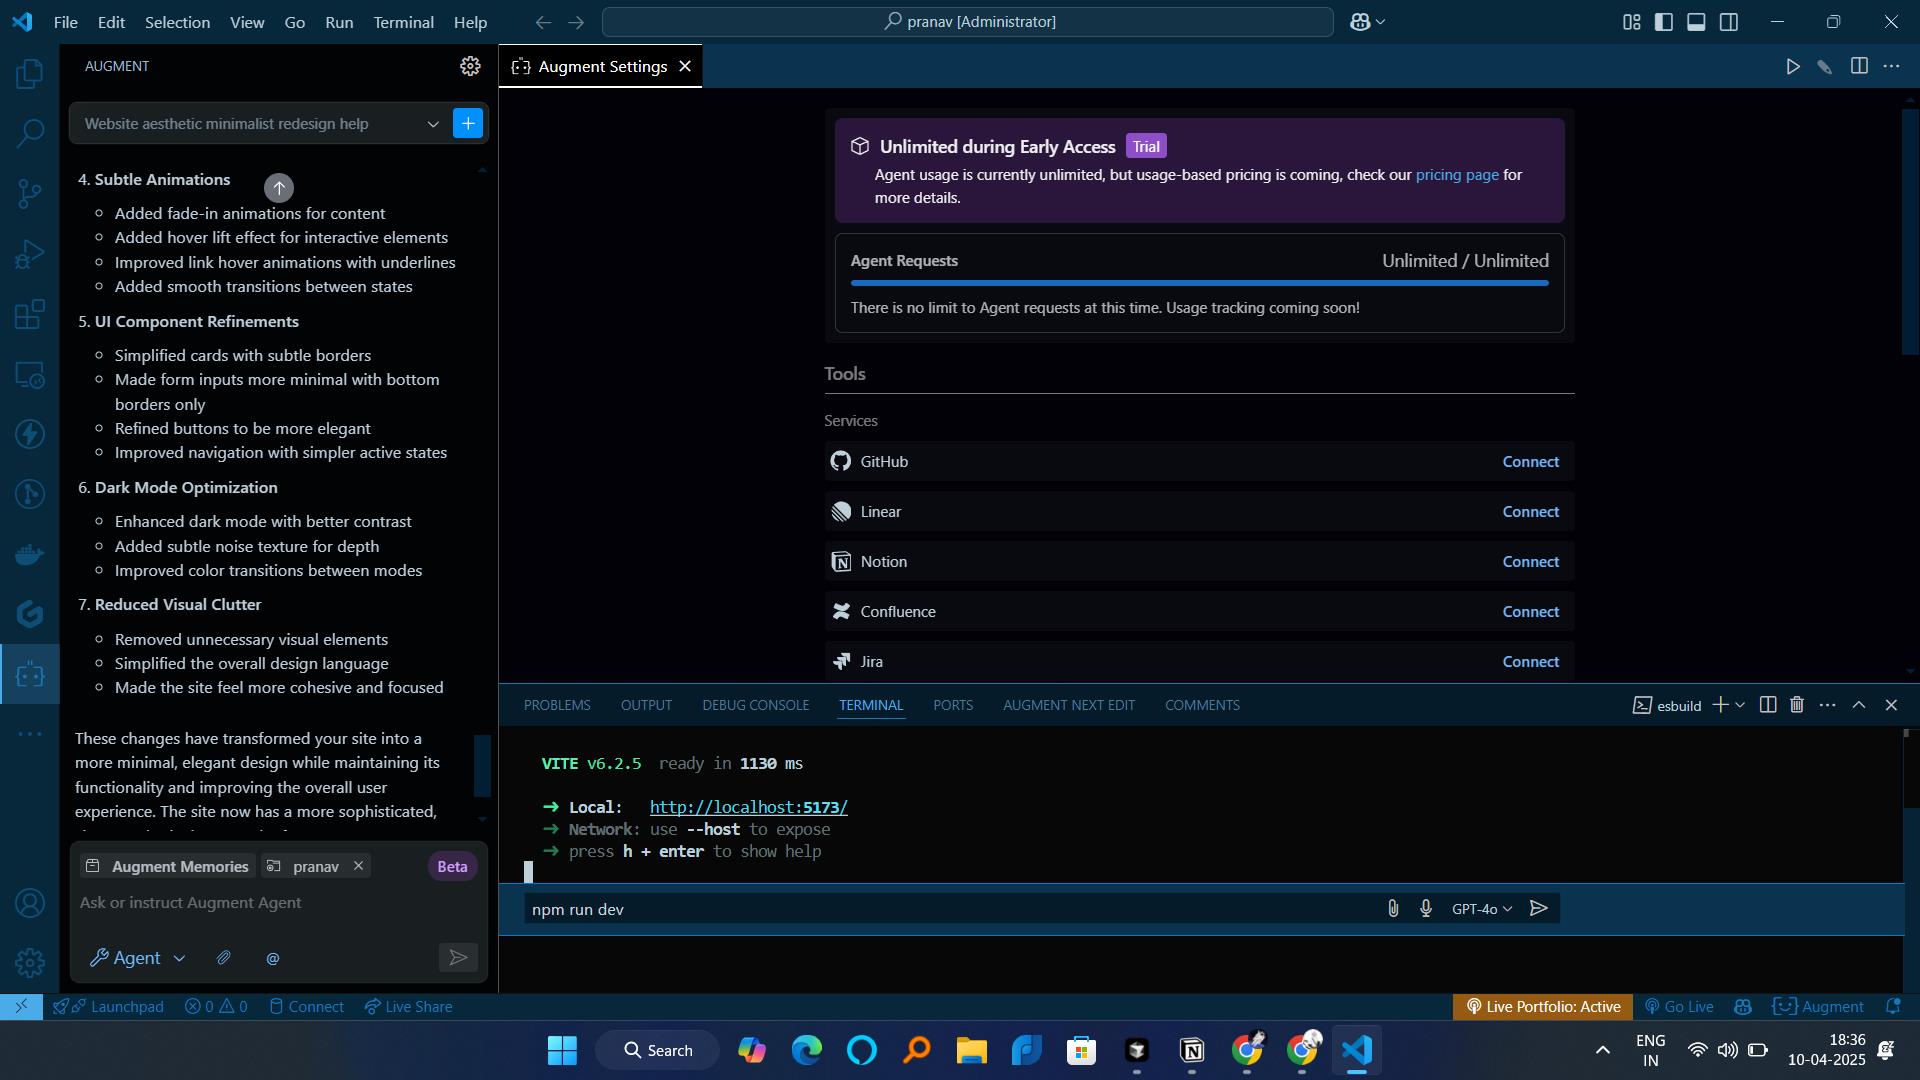 File Edit Selection View Go Run Terminal Help
pranav [Administrator]
AUGMENT
Website aesthetic minimalist redesign help
4. Subtle Animations
Added fade-in animations for content
Added hover lift effect for interactive elements
Improved link hover animations with underlines
Added smooth transitions between states
5. UI Component Refinements
Simplified cards with subtle borders
Made form inputs more minimal with bottom
borders only
Refined buttons to be more elegant
Improved navigation with simpler active states
6. Dark Mode Optimization
Enhanced dark mode with better contrast
Added subtle noise texture for depth
Improved color transitions between modes
7. Reduced Visual Clutter
Removed unnecessary visual elements
Simplified the overall design language
Made the site feel more cohesive and focused
These changes have transformed your site into a
more minimal, elegant design while maintaining its
functionality and improving the overall user
experience. The site now has a more sophisticated,
Augment Memories pranav Beta
Ask or instruct Augment Agent
Agent @
Augment Settings
Unlimited during Early Access Trial
Agent usage is currently unlimited, but usage-based pricing is coming, check our pricing page for
more details.
Agent Requests Unlimited / Unlimited
There is no limit to Agent requests at this time. Usage tracking coming soon!
Tools
Services
GitHub Connect
Linear Connect
Notion Connect
Confluence Connect
Jira Connect
PROBLEMS OUTPUT DEBUG CONSOLE TERMINAL PORTS AUGMENT NEXT EDIT COMMENTS esbuild
VITE v6.2.5 ready in 1130 ms
➜ Local: http://localhost:5173/
➜ Network: use --host to expose
➜ press h + enter to show help
npm run dev GPT-4o
Launchpad 0 0 Connect Live Share Live Portfolio: Active Go Live Augment
Search
ENG
IN
18:36
10-04-2025